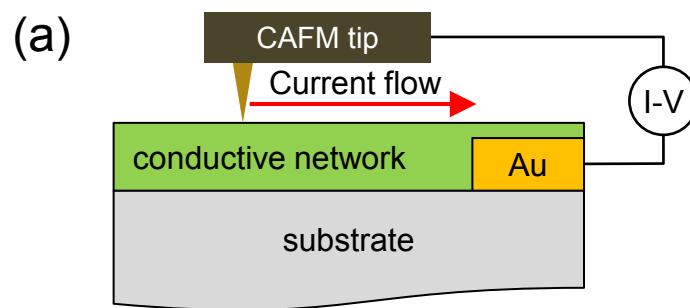 (a)
CAFM tip
Current flow
I-V
conductive network
Au
substrate